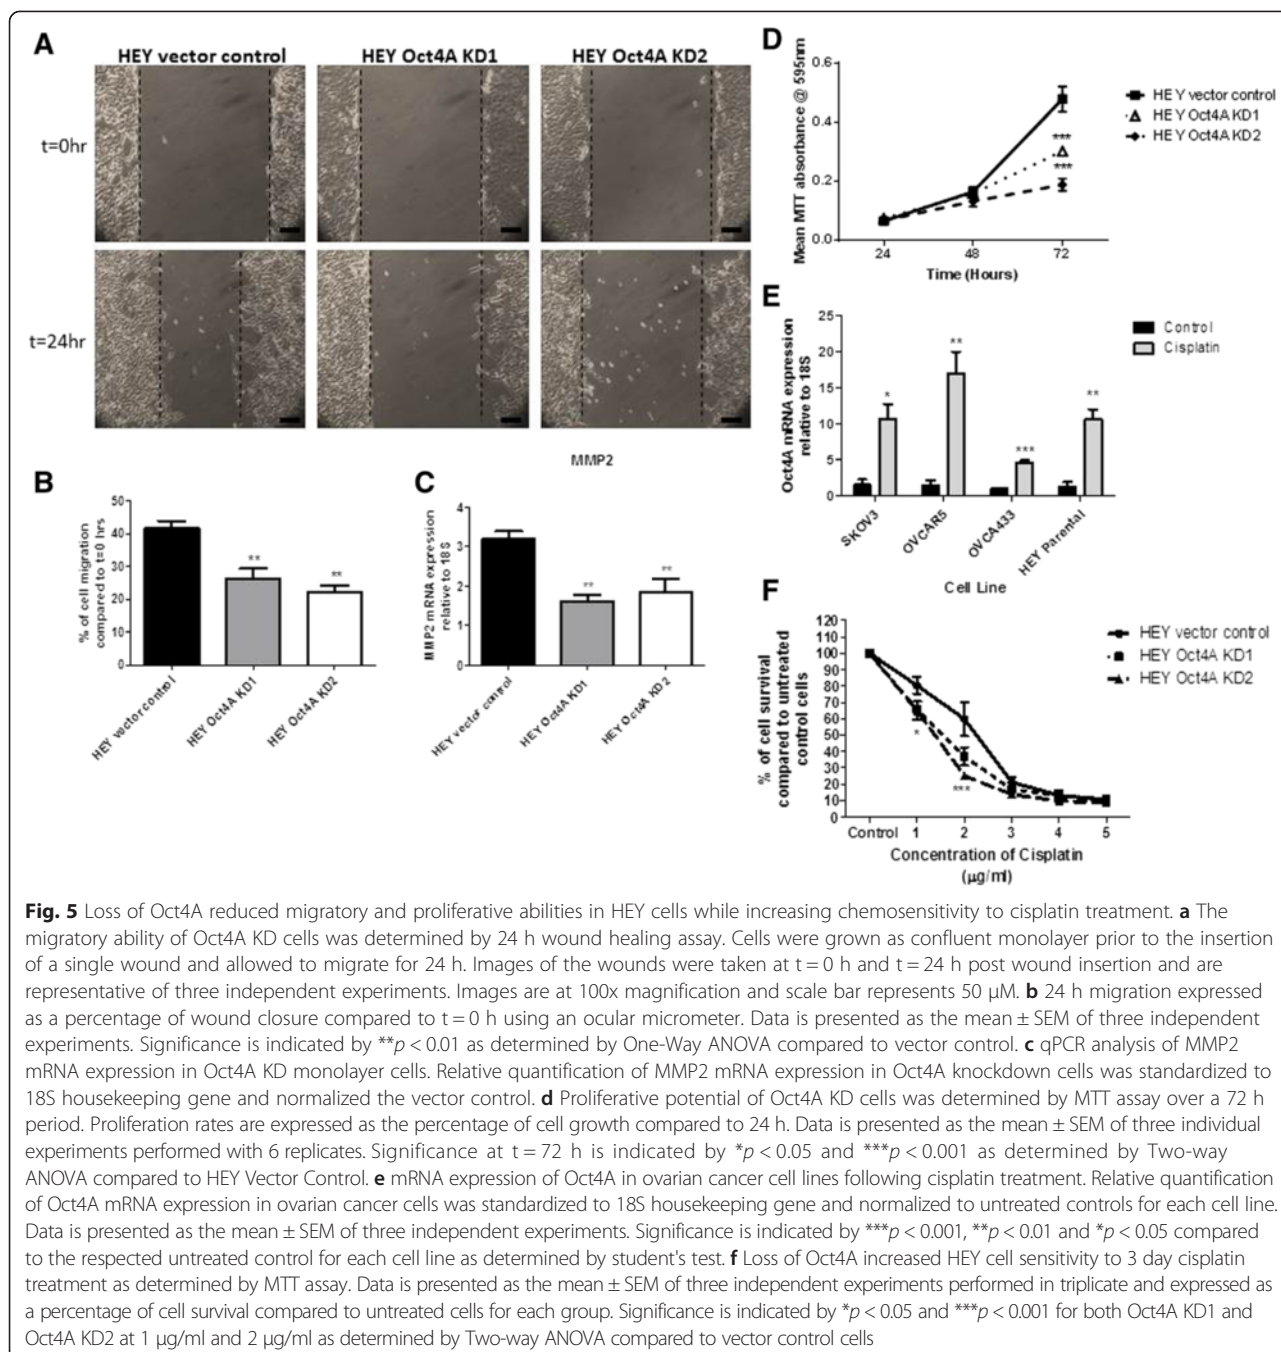 A
HEY vector control
HEY Oct4A KD1
HEY Oct4A KD2
t=0hr
t=24hr
B
% of cell migration
compared to t=0 hrs
50
40
30
20
10
0
**
**
HEY vector control
HEY Oct4A KD1
HEY Oct4A KD2
C
MMP2
MMP2 mRNA expression
relative to 18S
4
3
2
1
0
**
**
HEY vector control
HEY Oct4A KD1
HEY Oct4A KD2
D
Mean MTT absorbance @ 595nm
0.6
0.4
0.2
0.0
***
***
24
48
72
Time (Hours)
HEY vector control
HEY Oct4A KD1
HEY Oct4A KD2
E
Oct4A mRNA expression
relative to 18S
25
20
15
10
5
0
*
**
***
**
SKOV3
OVCAR5
OVCA433
HEY Parental
Cell Line
Control
Cisplatin
F
% of cell survival
compared to untreated
control cells
120
110
100
90
80
70
60
50
40
30
20
10
0
*
***
Control
1
2
3
4
5
Concentration of Cisplatin
(µg/ml)
HEY vector control
HEY Oct4A KD1
HEY Oct4A KD2
Fig. 5 Loss of Oct4A reduced migratory and proliferative abilities in HEY cells while increasing chemosensitivity to cisplatin treatment. a The
migratory ability of Oct4A KD cells was determined by 24 h wound healing assay. Cells were grown as confluent monolayer prior to the insertion
of a single wound and allowed to migrate for 24 h. Images of the wounds were taken at t = 0 h and t = 24 h post wound insertion and are
representative of three independent experiments. Images are at 100x magnification and scale bar represents 50 µM. b 24 h migration expressed
as a percentage of wound closure compared to t = 0 h using an ocular micrometer. Data is presented as the mean ± SEM of three independent
experiments. Significance is indicated by **p < 0.01 as determined by One-Way ANOVA compared to vector control. c qPCR analysis of MMP2
mRNA expression in Oct4A KD monolayer cells. Relative quantification of MMP2 mRNA expression in Oct4A knockdown cells was standardized to
18S housekeeping gene and normalized the vector control. d Proliferative potential of Oct4A KD cells was determined by MTT assay over a 72 h
period. Proliferation rates are expressed as the percentage of cell growth compared to 24 h. Data is presented as the mean ± SEM of three individual
experiments performed with 6 replicates. Significance at t = 72 h is indicated by *p < 0.05 and ***p < 0.001 as determined by Two-way
ANOVA compared to HEY Vector Control. e mRNA expression of Oct4A in ovarian cancer cell lines following cisplatin treatment. Relative quantification
of Oct4A mRNA expression in ovarian cancer cells was standardized to 18S housekeeping gene and normalized to untreated controls for each cell line.
Data is presented as the mean ± SEM of three independent experiments. Significance is indicated by ***p < 0.001, **p < 0.01 and *p < 0.05 compared
to the respected untreated control for each cell line as determined by student's test. f Loss of Oct4A increased HEY cell sensitivity to 3 day cisplatin
treatment as determined by MTT assay. Data is presented as the mean ± SEM of three independent experiments performed in triplicate and expressed as
a percentage of cell survival compared to untreated cells for each group. Significance is indicated by *p < 0.05 and ***p < 0.001 for both Oct4A KD1 and
Oct4A KD2 at 1 µg/ml and 2 µg/ml as determined by Two-way ANOVA compared to vector control cells